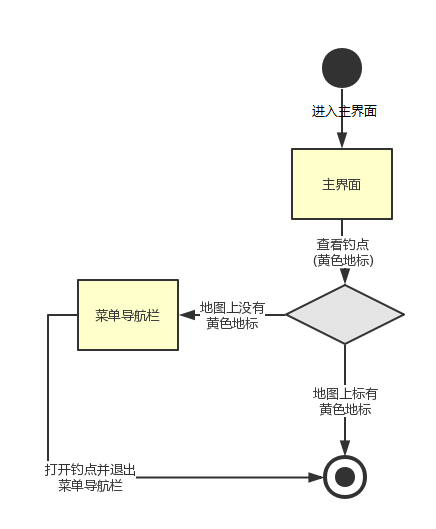 进入主界面
主界面
查看钓点
(黄色地标)
地图上没有
黄色地标
菜单导航栏
地图上标有
黄色地标
打开钓点并退出
菜单导航栏